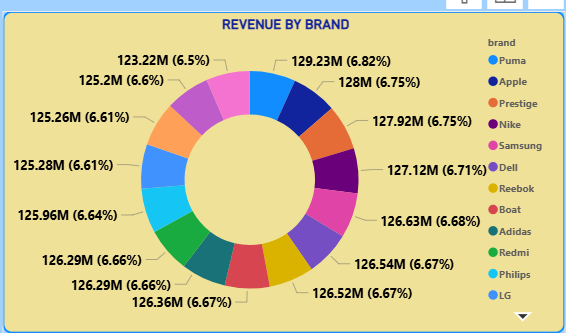 REVENUE BY BRAND
123.22M (6.5%)
129.23M (6.82%)
125.2M (6.6%)
128M (6.75%)
125.26M (6.61%)
127.92M (6.75%)
125.28M (6.61%)
127.12M (6.71%)
125.96M (6.64%)
126.63M (6.68%)
126.29M (6.66%)
126.54M (6.67%)
126.29M (6.66%)
126.52M (6.67%)
126.36M (6.67%)
brand
Puma
Apple
Prestige
Nike
Samsung
Dell
Reebok
Boat
Adidas
Redmi
Philips
LG